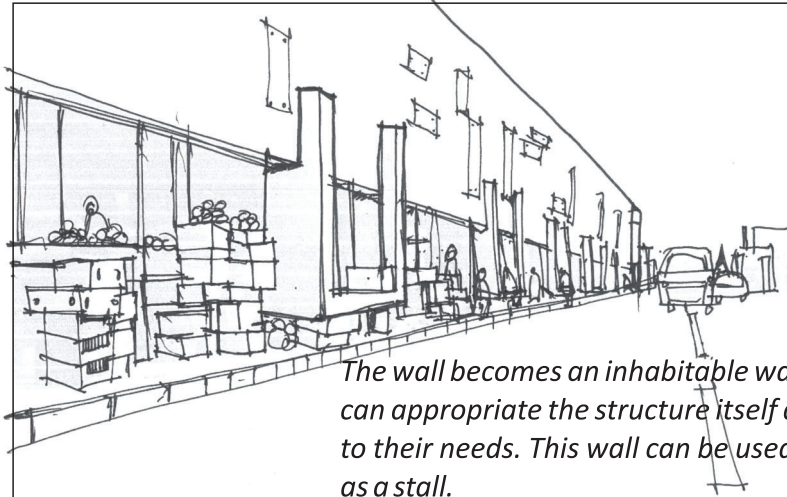 The wall becomes an inhabitable
can appropriate the structure itself
to their needs. This wall can be used
as a stall.